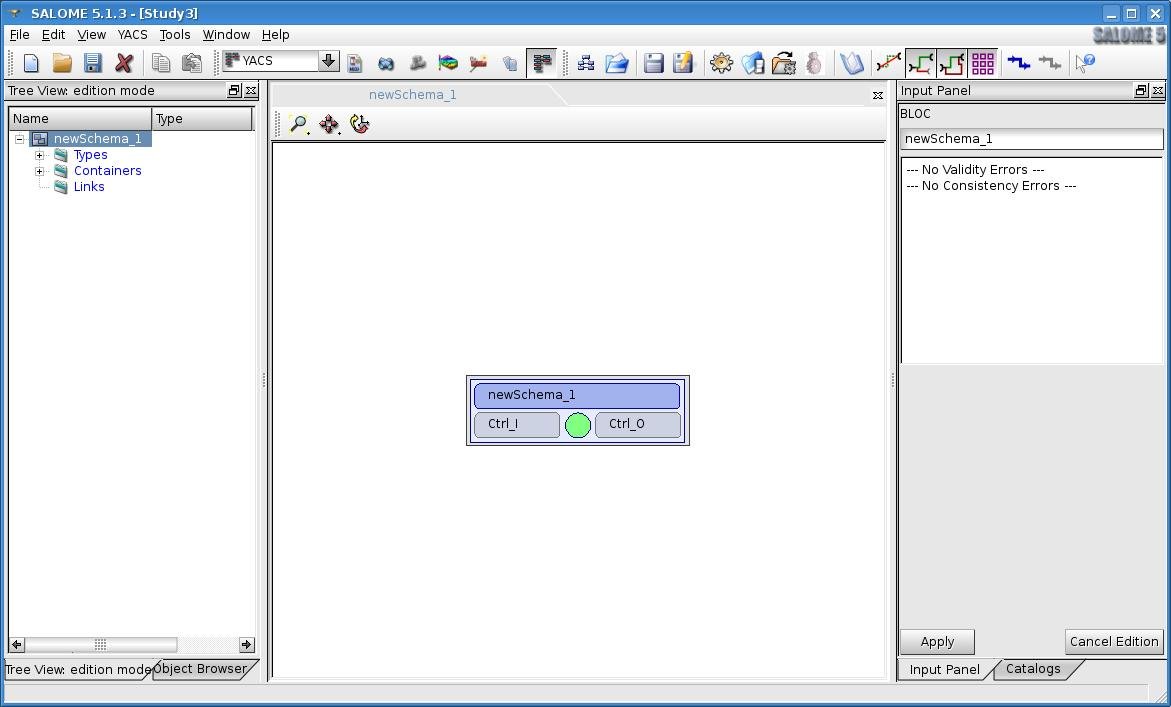 SALOME 5.1.3 - [Study3]
File Edit View YACS Tools Window Help
SALOME 5
YACS
Tree View: edition mode
Name Type
newSchema_1
Types
Containers
Links
Tree View: edition mode Object Browser
newSchema_1
newSchema_1
Ctrl_I Ctrl_O
Input Panel
BLOC
newSchema_1
--- No Validity Errors ---
--- No Consistency Errors ---
Apply Cancel Edition
Input Panel Catalogs